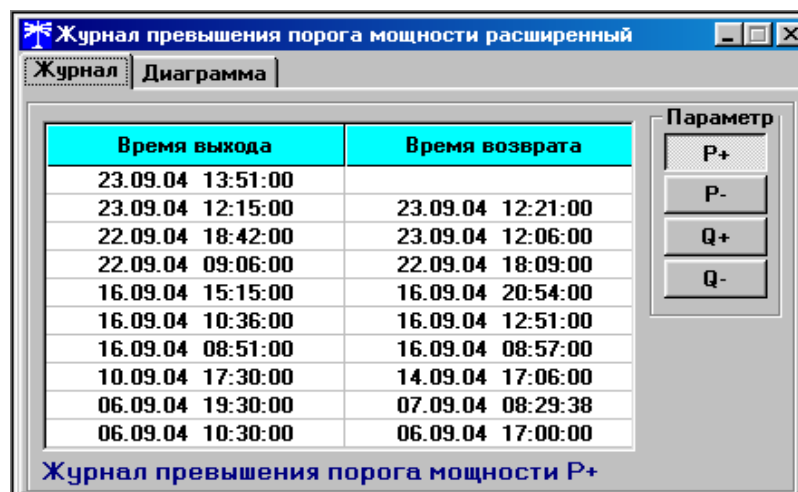 Журнал превышения порога мощности расширенный
Журнал Диаграмма
Параметр
Время выхода Время возврата
P+
23.09.04 13:51:00
P-
23.09.04 12:15:00 23.09.04 12:21:00
22.09.04 18:42:00 23.09.04 12:06:00
Q+
22.09.04 09:06:00 22.09.04 18:09:00
Q-
16.09.04 15:15:00 16.09.04 20:54:00
16.09.04 10:36:00 16.09.04 12:51:00
16.09.04 08:51:00 16.09.04 08:57:00
10.09.04 17:30:00 14.09.04 17:06:00
06.09.04 19:30:00 07.09.04 08:29:38
06.09.04 10:30:00 06.09.04 17:00:00
Журнал превышения порога мощности P+